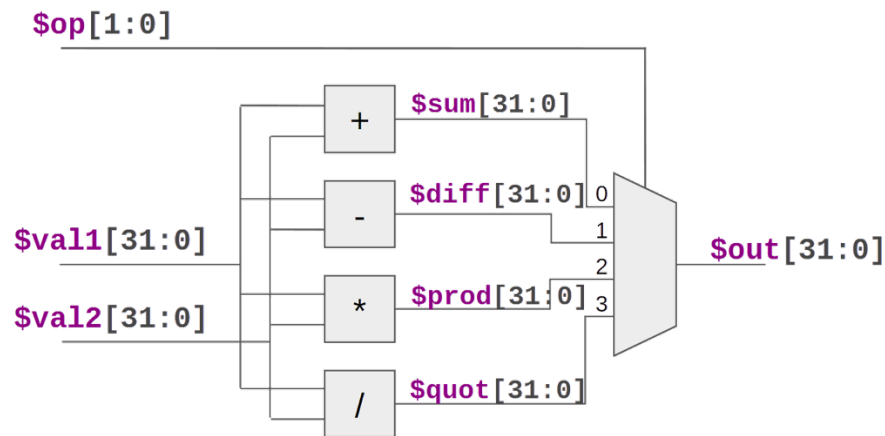 $op[1:0]
+
$sum[31:0]
-
$diff[31:0]
0
1
$val1[31:0]
$out[31:0]
2
*
$prod[31:0]
3
$val2[31:0]
/
$quot[31:0]